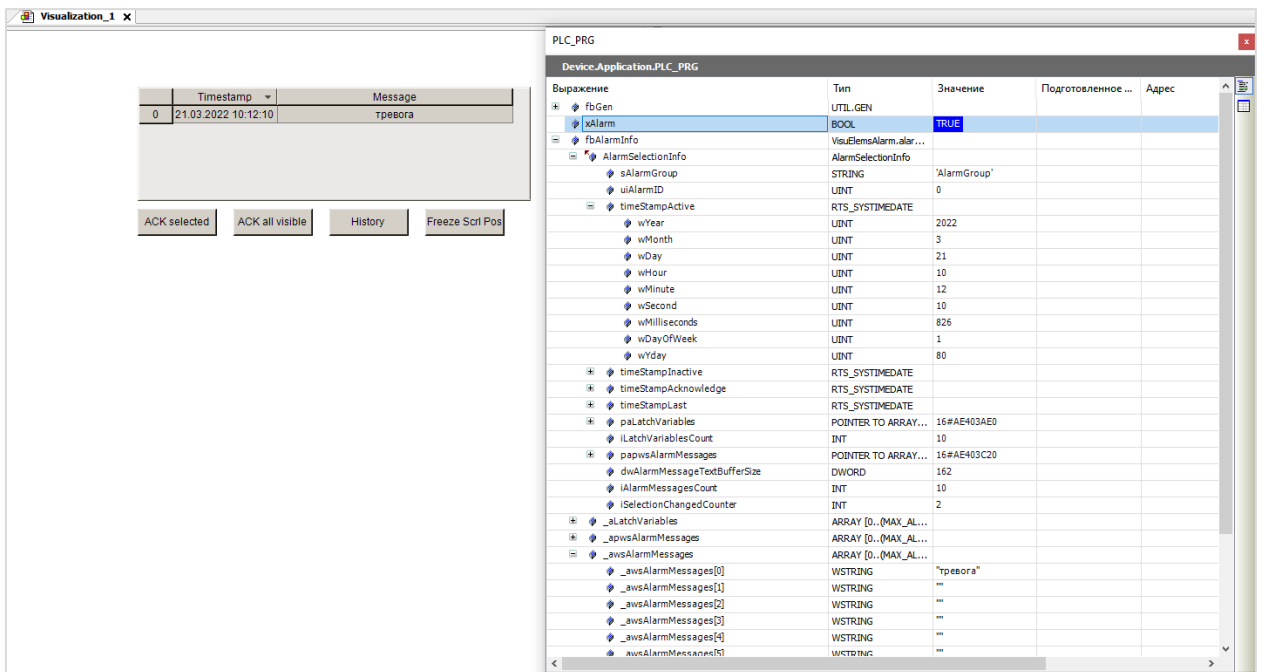 Visualization_1 x
Timestamp Message
0 21.03.2022 10:12:10 тревога
ACK selected ACK all visible History Freeze Scrl Pos
PLC_PRG x
Device.Application.PLC_PRG
Выражение Тип Значение Подготовленное ... Адрес
fbGen UTIL.GEN
xAlarm BOOL TRUE
fbAlarmInfo VisuElemsAlarm.alar...
AlarmSelectionInfo AlarmSelectionInfo
sAlarmGroup STRING 'AlarmGroup'
uiAlarmID UINT 0
timeStampActive RTS_SYSTIMEDATE
wYear UINT 2022
wMonth UINT 3
wDay UINT 21
wHour UINT 10
wMinute UINT 12
wSecond UINT 10
wMilliseconds UINT 826
wDayOfWeek UINT 1
wYday UINT 80
timeStampInactive RTS_SYSTIMEDATE
timeStampAcknowledge RTS_SYSTIMEDATE
timeStampLast RTS_SYSTIMEDATE
paLatchVariables POINTER TO ARRAY... 16#AE403AE0
iLatchVariablesCount INT 10
papwsAlarmMessages POINTER TO ARRAY... 16#AE403C20
dwAlarmMessageTextBufferSize DWORD 162
iAlarmMessagesCount INT 10
iSelectionChangedCounter INT 2
_aLatchVariables ARRAY [0..(MAX_AL...
_apwsAlarmMessages ARRAY [0..(MAX_AL...
_awsAlarmMessages ARRAY [0..(MAX_AL...
_awsAlarmMessages[0] WSTRING "тревога"
_awsAlarmMessages[1] WSTRING ""
_awsAlarmMessages[2] WSTRING ""
_awsAlarmMessages[3] WSTRING ""
_awsAlarmMessages[4] WSTRING ""
_awsAlarmMessages[5] WSTRING ""